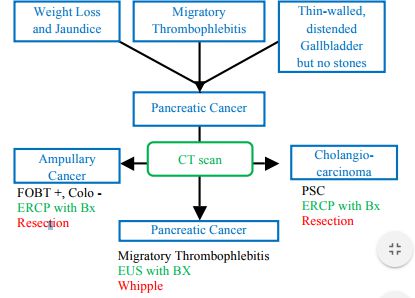 Weight Loss
and Jaundice
Migratory
Thrombophlebitis
Thin-walled,
distended
Gallbladder
but no stones
Pancreatic Cancer
CT scan
Ampullary
Cancer
FOBT +, Colo -
ERCP with Bx
Resection
Cholangio-
carcinoma
PSC
ERCP with Bx
Resection
Pancreatic Cancer
Migratory Thrombophlebitis
EUS with BX
Whipple